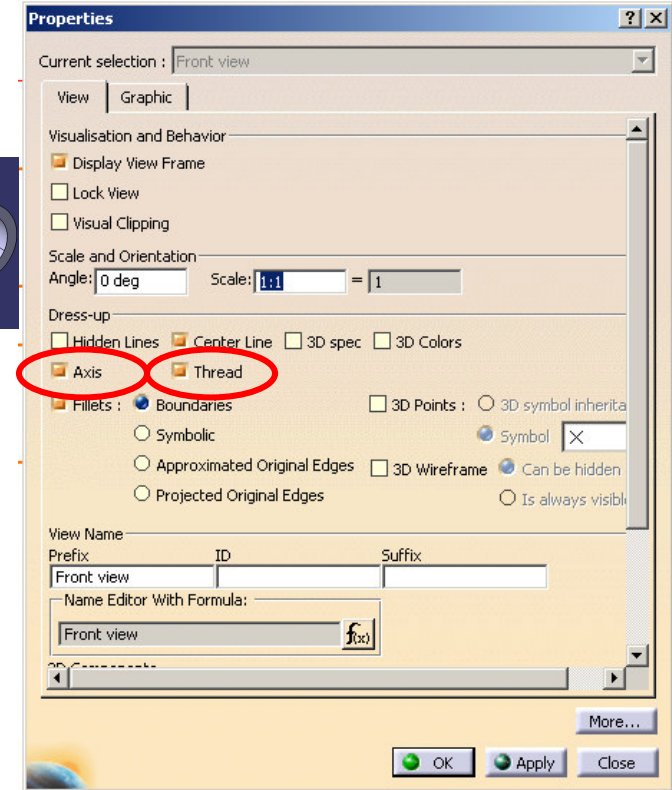 Properties ? X
Current selection : Front view
View Graphic
Visualisation and Behavior
Display View Frame
Lock View
Visual Clipping
Scale and Orientation
Angle: 0 deg Scale: 1:1 = 1
Dress-up
Hidden Lines Center Line 3D spec 3D Colors
Axis Thread
Fillets : Boundaries 3D Points : 3D symbol inherita
Symbolic Symbol
Approximated Original Edges 3D Wireframe Can be hidden
Projected Original Edges Is always visibl
View Name
Prefix ID Suffix
Front view
Name Editor With Formula:
Front view f(x)
More...
OK Apply Close